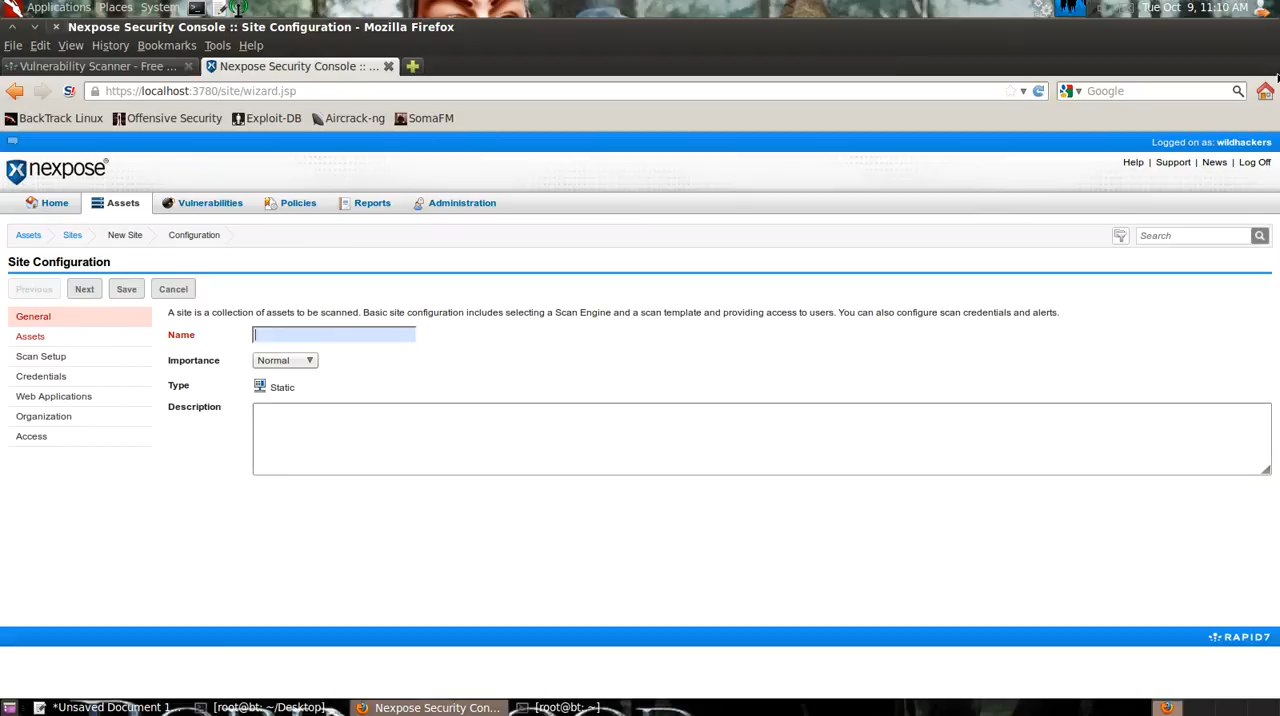 Applications Places System Tue Oct 9, 11:10 AM
Nexpose Security Console :: Site Configuration - Mozilla Firefox
File Edit View History Bookmarks Tools Help
Vulnerability Scanner - Free ... Nexpose Security Console :: ...
https://localhost:3780/site/wizard.jsp Google
BackTrack Linux Offensive Security Exploit-DB Aircrack-ng SomaFM
Logged on as: wildhackers
nexpose® Help | Support | News | Log Off
Home Assets Vulnerabilities Policies Reports Administration
Assets Sites New Site Configuration Search
Site Configuration
Previous Next Save Cancel
General
Assets
Scan Setup
Credentials
Web Applications
Organization
Access
A site is a collection of assets to be scanned. Basic site configuration includes selecting a Scan Engine and a scan template and providing access to users. You can also configure scan credentials and alerts.
Name
Importance Normal
Type Static
Description
RAPID7
*Unsaved Document 1... [root@bt: ~/Desktop] Nexpose Security Con... [root@bt: ~]